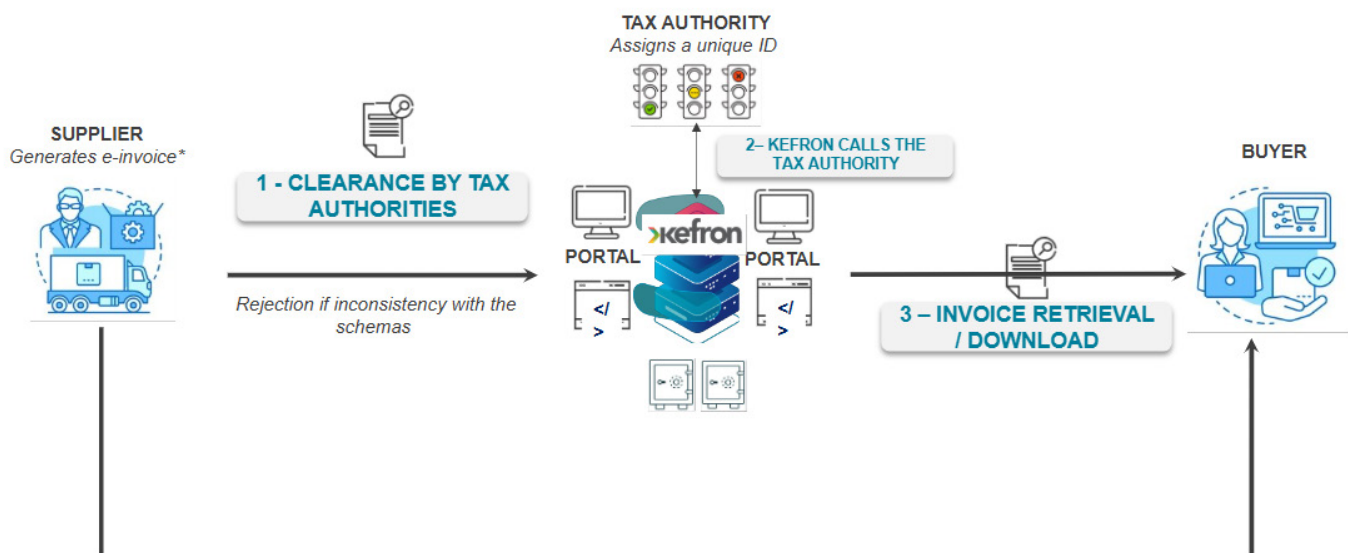 TAX AUTHORITY
Assigns a unique ID
SUPPLIER
Generates e-invoice*
1 - CLEARANCE BY TAX
AUTHORITIES
2– KEFRON CALLS THE
TAX AUTHORITY
BUYER
kefron
PORTAL
PORTAL
Rejection if inconsistency with the
schemas
</
>
</
>
3 – INVOICE RETRIEVAL
/ DOWNLOAD